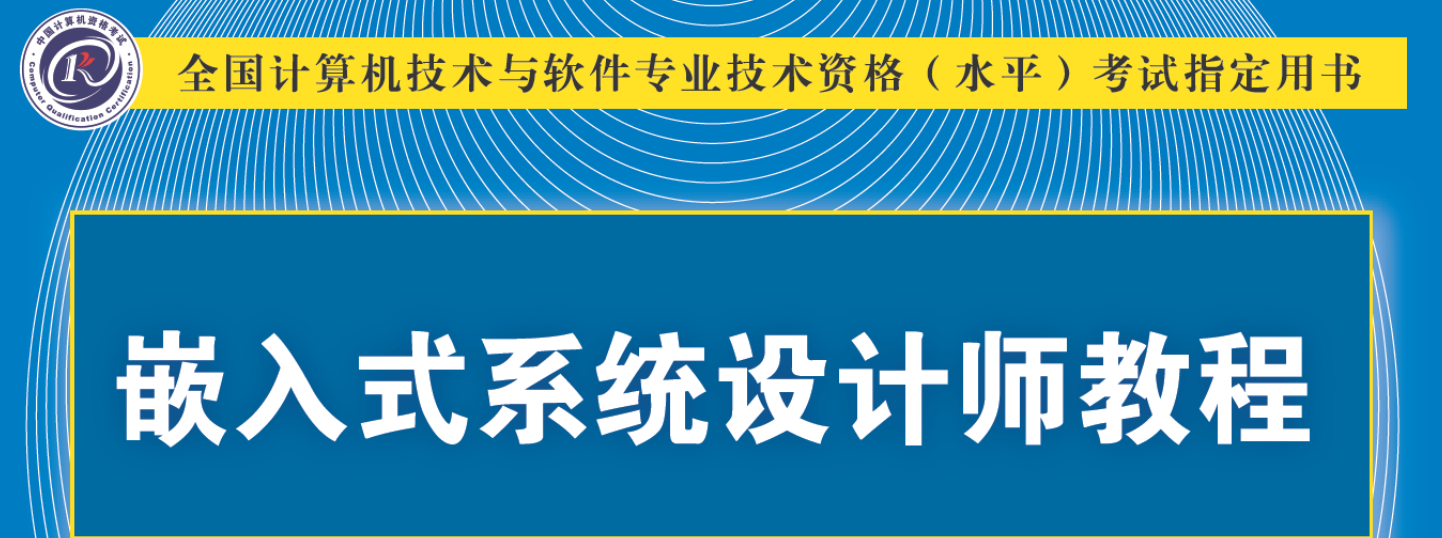 中国计算机资格考试
Computer Qualification Certification
全国计算机技术与软件专业技术资格（水平）考试指定用书
嵌入式系统设计师教程